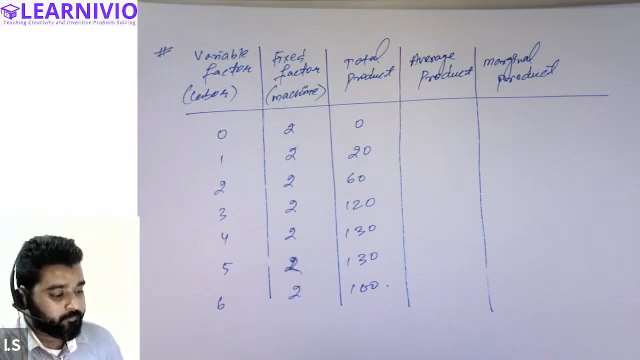 LEARNIVIO
Teaching Creativity and Inventive Problem Solving
# Variable factor (Labor) | Fixed factor (machine) | Total Product | Average Product | Marginal Product
0 2 0
1 2 20
2 2 60
3 2 120
4 2 130
5 2 130
6 2 100
I.S